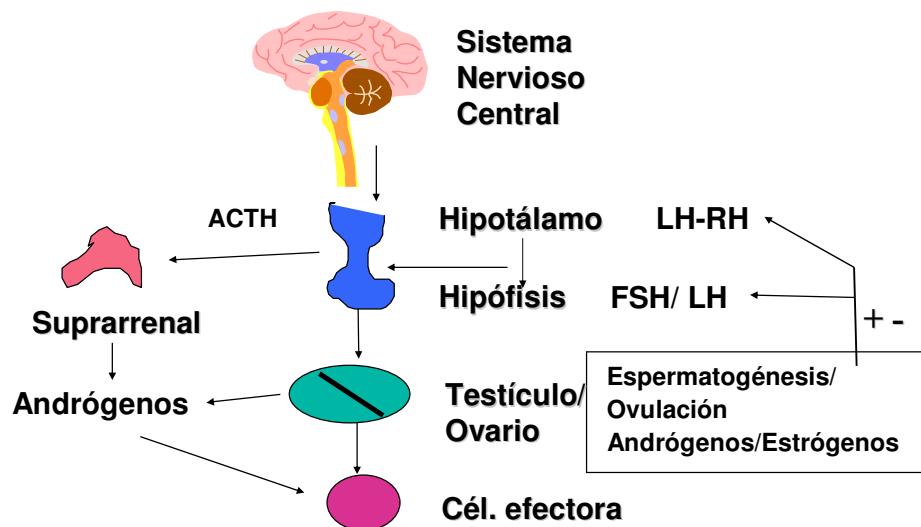 Sistema
Nervioso
Central
ACTH
Hipotálamo
LH-RH
Hipófisis
FSH/ LH
+ -
Suprarrenal
Andrógenos
Testículo/
Ovario
Espermatogénesis/
Ovulación
Andrógenos/Estrógenos
Cél. efectora